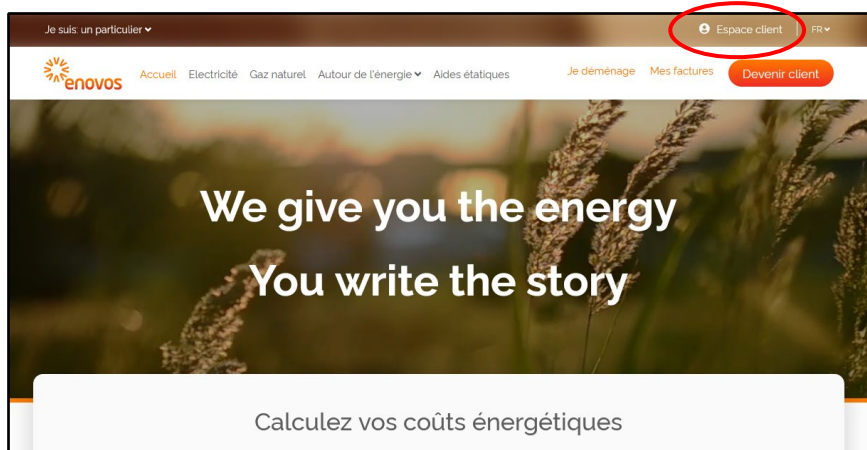 Je suis: un particulier Espace client FR
enovos Accueil Electricité Gaz naturel Autour de l'énergie Aides étatiques Je déménage Mes factures Devenir client
We give you the energy
You write the story
Calculez vos coûts énergétiques